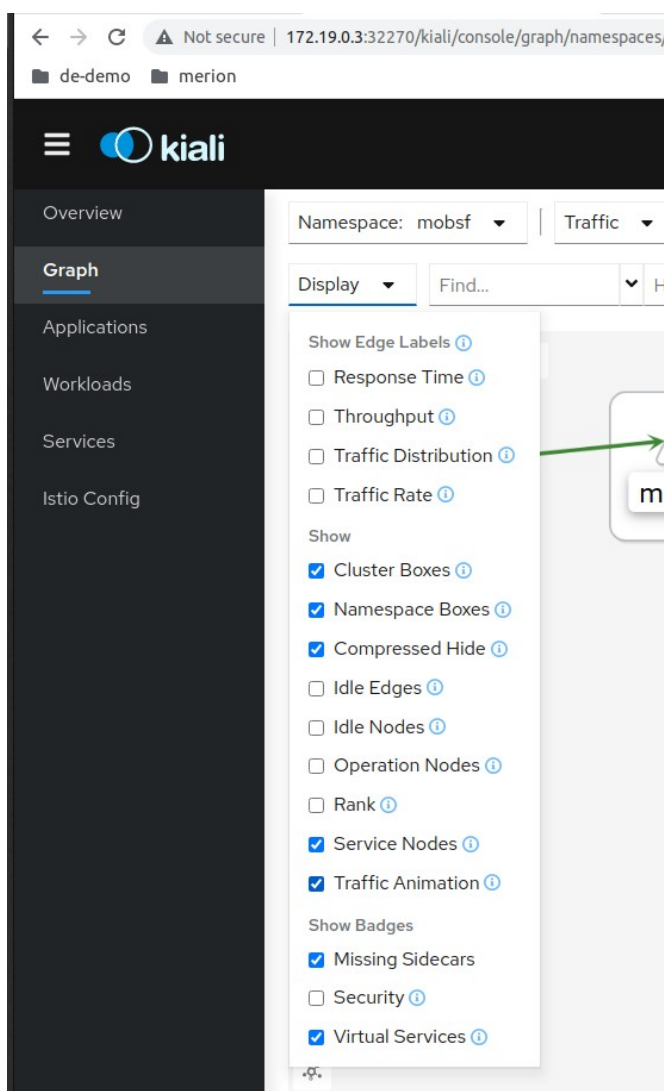 Not secure | 172.19.0.3:32270/kiali/console/graph/namespaces/
de-demo merion
kiali
Overview
Graph
Applications
Workloads
Services
Istio Config
Namespace: mobsf Traffic
Display Find... H
Show Edge Labels
Response Time
Throughput
Traffic Distribution
Traffic Rate
m
Show
Cluster Boxes
Namespace Boxes
Compressed Hide
Idle Edges
Idle Nodes
Operation Nodes
Rank
Service Nodes
Traffic Animation
Show Badges
Missing Sidecars
Security
Virtual Services